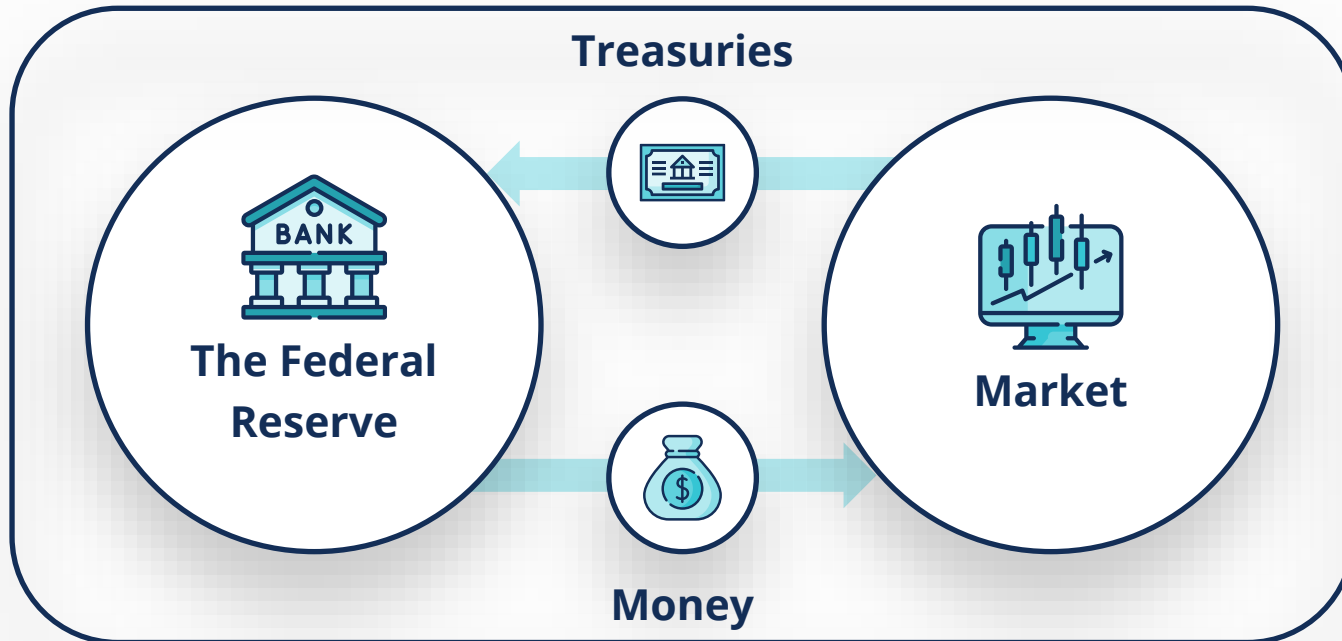 Treasuries
BANK
The Federal
Reserve
$
Market
Money